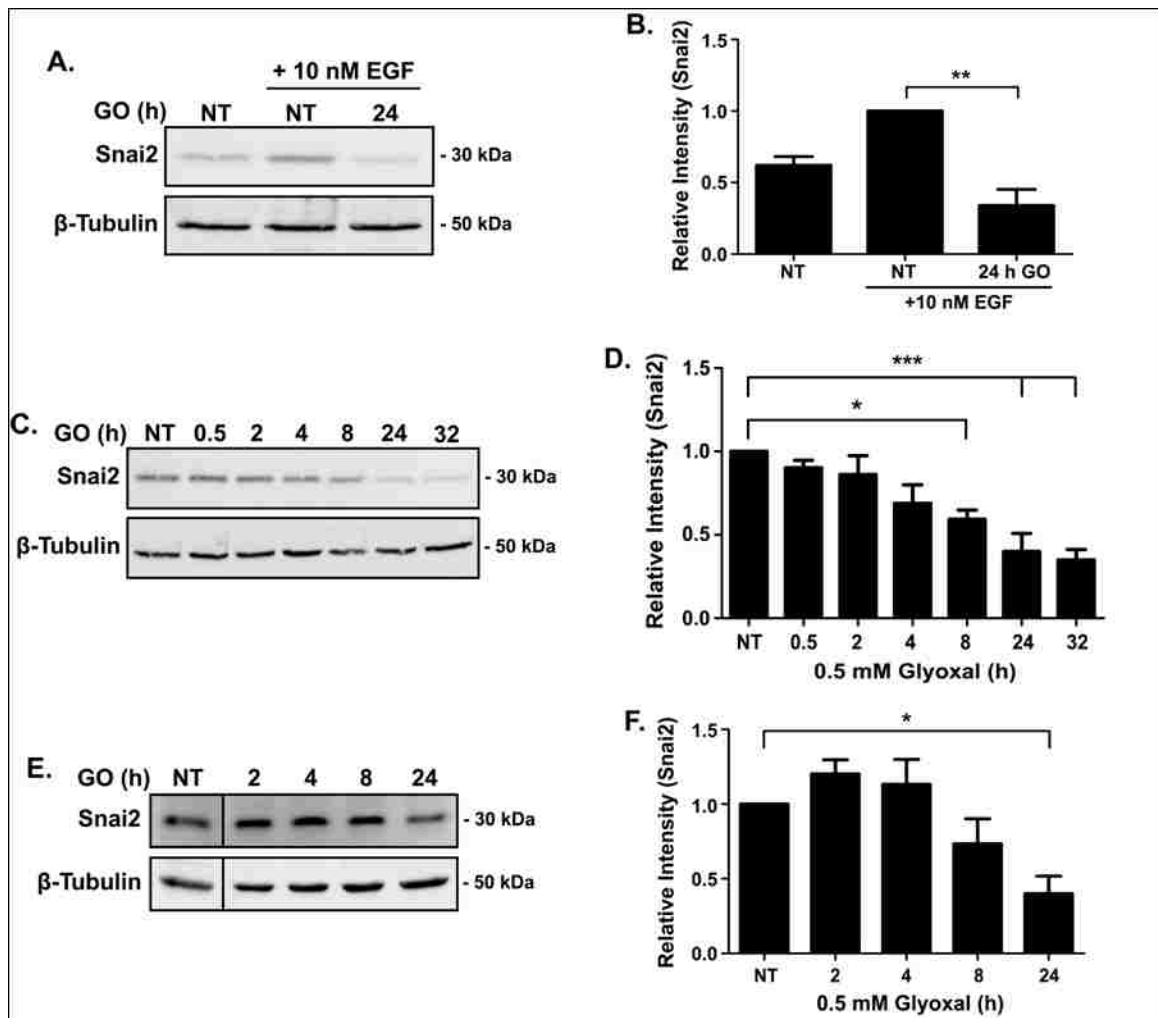 A.
+ 10 nM EGF
GO (h) NT NT 24
Snai2 - 30 kDa
β-Tubulin - 50 kDa
B.
Relative Intensity (Snai2)
1.5
1.0
0.5
0.0
**
NT NT 24 h GO
+10 nM EGF
C.
GO (h) NT 0.5 2 4 8 24 32
Snai2 - 30 kDa
β-Tubulin - 50 kDa
D.
Relative Intensity (Snai2)
1.5
1.0
0.5
0.0
***
*
NT 0.5 2 4 8 24 32
0.5 mM Glyoxal (h)
E.
GO (h) NT 2 4 8 24
Snai2 - 30 kDa
β-Tubulin - 50 kDa
F.
Relative Intensity (Snai2)
1.5
1.0
0.5
0.0
*
NT 2 4 8 24
0.5 mM Glyoxal (h)